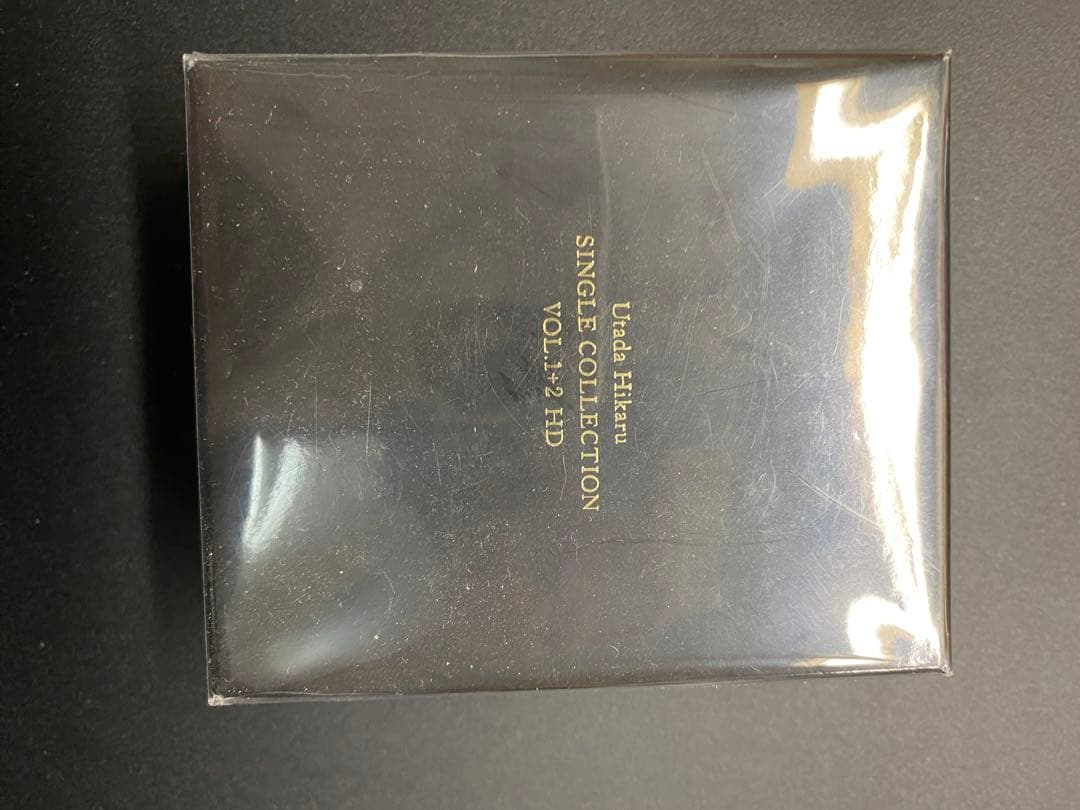 Utada Hikaru
SINGLE COLLECTION
VOL.1+2 HD